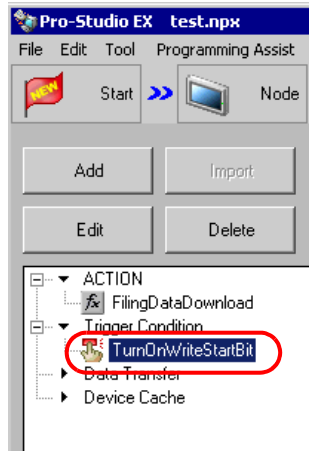 Pro-Studio EX test.npx
File Edit Tool Programming Assist
NEW Start Node
Add Import
Edit Delete
ACTION
fx FilingDataDownload
Trigger Condition
TurnOnWriteStartBit
Data Transfer
Device Cache